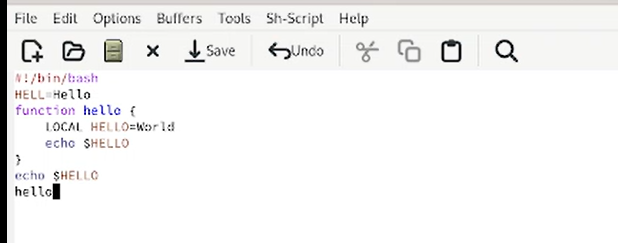 File Edit Options Buffers Tools Sh-Script Help
Save Undo
#!/bin/bash
HELL=Hello
function hello {
    LOCAL HELLO=World
    echo $HELLO
}
echo $HELLO
hello